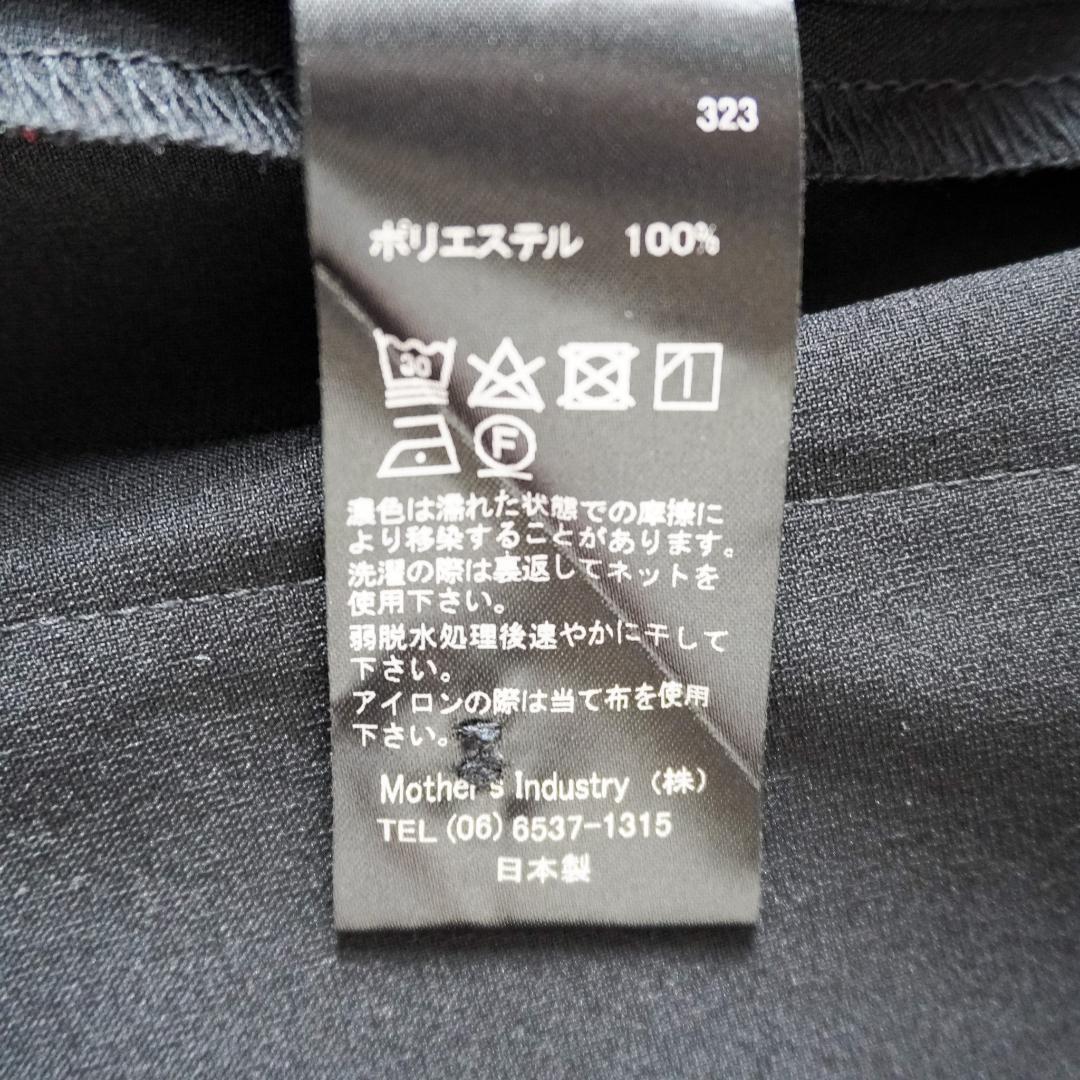 323
ポリエステル 100%
30
F
濃色は濡れた状態での摩擦に
より移染することがあります。
洗濯の際は裏返してネットを
使用下さい。
弱脱水処理後速やかに干して
下さい。
アイロンの際は当て布を使用
下さい。
Mother's Industry (株)
TEL (06) 6537-1315
日本製